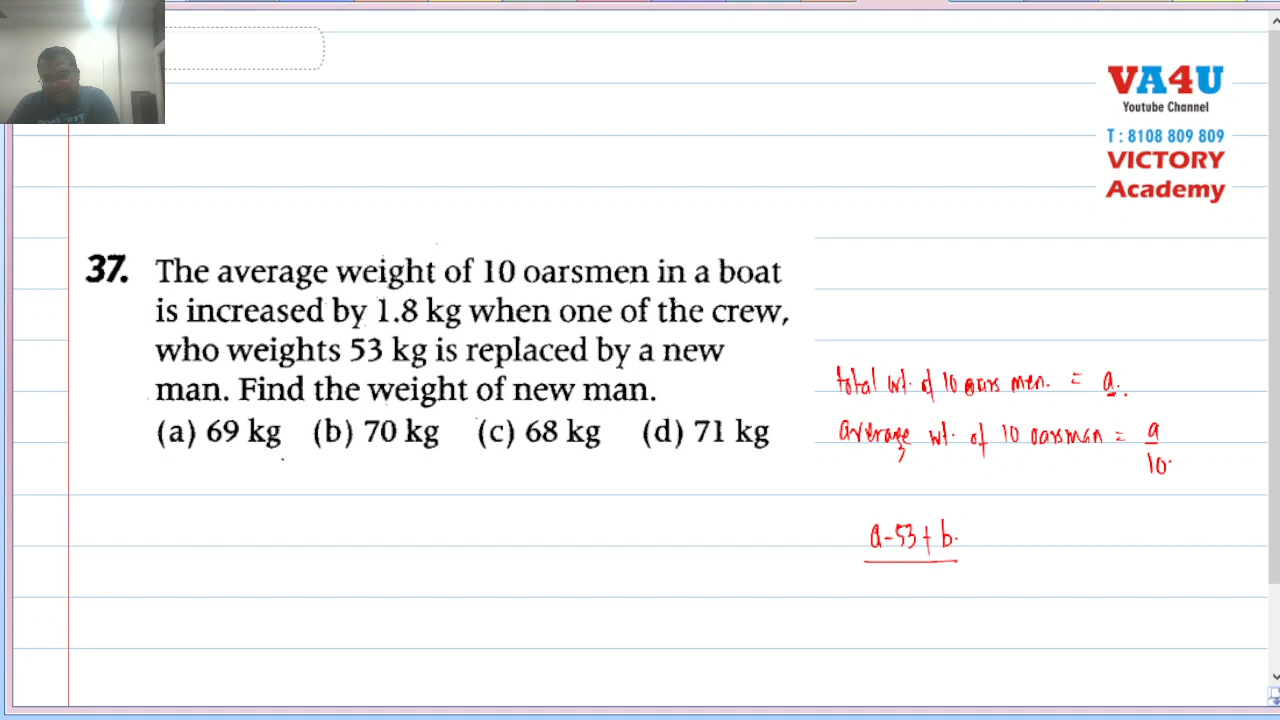 VA4U
Youtube Channel
T : 8108 809 809
VICTORY
Academy
37. The average weight of 10 oarsmen in a boat
is increased by 1.8 kg when one of the crew,
who weights 53 kg is replaced by a new
man. Find the weight of new man.
(a) 69 kg (b) 70 kg (c) 68 kg (d) 71 kg
total wt. of 10 oars men. = a.
average wt. of 10 oarsman = a
10.
a-53+ b.